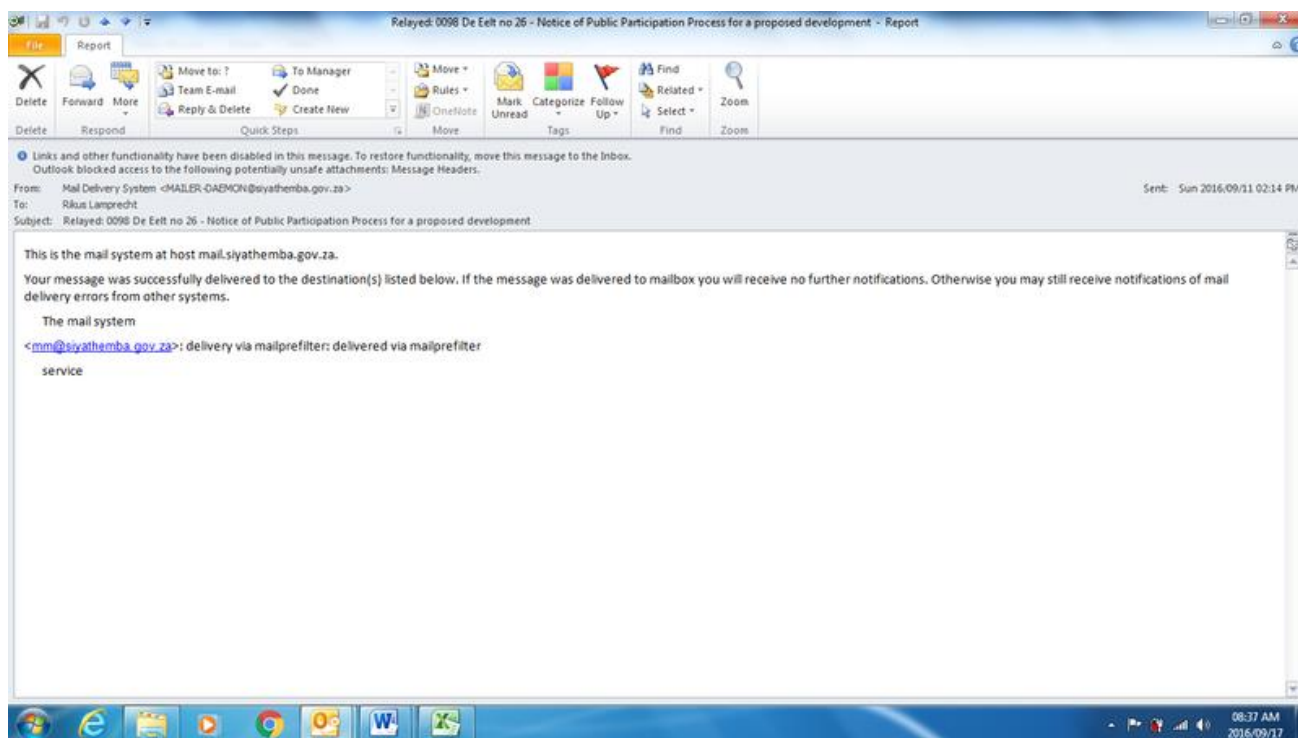 Relayed: 0098 De Eelt no 26 - Notice of Public Participation Process for a proposed development - Report
File Report
Move to: ? To Manager Move Find
Team E-mail Done Rules Related
Delete Forward More Reply & Delete Create New OneNote Mark Unread Categorize Follow Up Select Zoom
Delete Respond Quick Steps Move Tags Find Zoom
Links and other functionality have been disabled in this message. To restore functionality, move this message to the Inbox.
Outlook blocked access to the following potentially unsafe attachments: Message Headers.
From: Mail Delivery System <MAILER-DAEMON@siyathemba.gov.za> Sent: Sun 2016/09/11 02:14 PM
To: Rikus Lamprecht
Subject: Relayed: 0098 De Eelt no 26 - Notice of Public Participation Process for a proposed development
This is the mail system at host mail.siyathemba.gov.za.
Your message was successfully delivered to the destination(s) listed below. If the message was delivered to mailbox you will receive no further notifications. Otherwise you may still receive notifications of mail
delivery errors from other systems.
The mail system
<mm@siyathemba.gov.za>: delivery via mailprefilter: delivered via mailprefilter
service
08:37 AM
2016/09/17